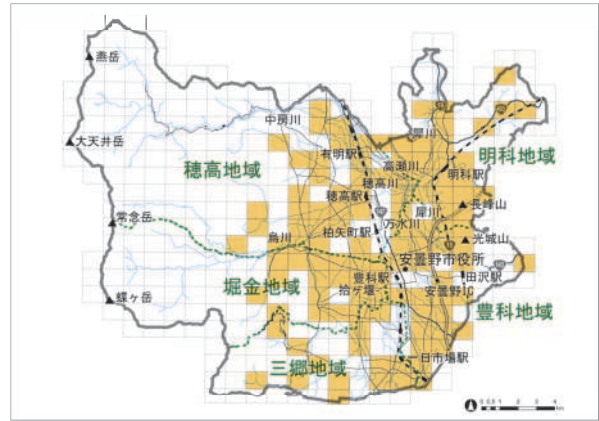 燕岳
中房川
犀川
大天井岳
有明駅
高瀬川
明科地域
穂高地域
穂高川
明科駅
穂高駅
犀川
長峰山
常念岳
万水川
柏矢町駅
光城山
烏川
安曇野市役所
豊科駅
田沢駅
堀金地域
拾ケ堰
安曇野IC
蝶ヶ岳
豊科地域
三郷地域
一日市場駅